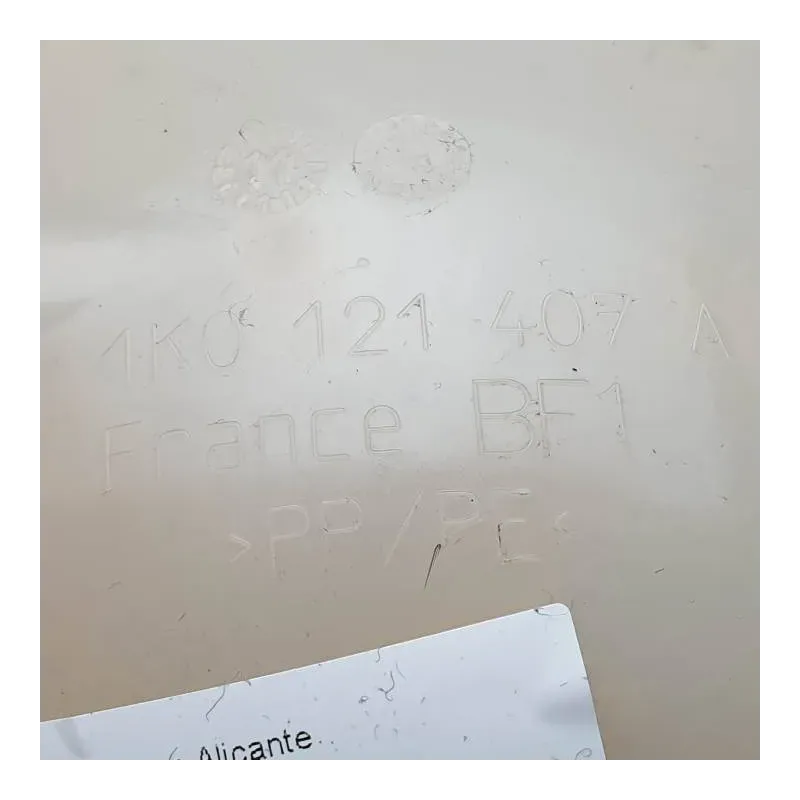 1K0 121 407 A
France BF1
>PP/PE<
Alicante